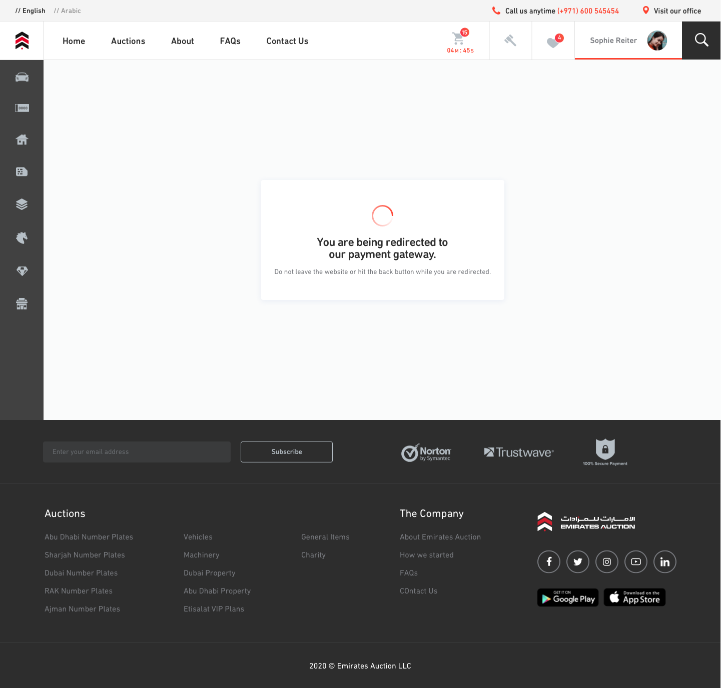 // English // Arabic
Call us anytime (+971) 600 545454
Visit our office
Home
Auctions
About
FAQs
Contact Us
15
04M : 45S
4
Sophie Reiter
You are being redirected to
our payment gateway.
Do not leave the website or hit the back button while you are redirected.
Enter your email address
Subscribe
Norton
by Symantec
Trustwave
100% Secure Payment
Auctions
Abu Dhabi Number Plates
Sharjah Number Plates
Dubai Number Plates
RAK Number Plates
Ajman Number Plates
Vehicles
Machinery
Dubai Property
Abu Dhabi Property
Etisalat VIP Plans
General Items
Charity
The Company
About Emirates Auction
How we started
FAQs
COntact Us
الإمارات للمزادات
EMIRATES AUCTION
GET IT ON
Google Play
Download on the
App Store
2020 © Emirates Auction LLC